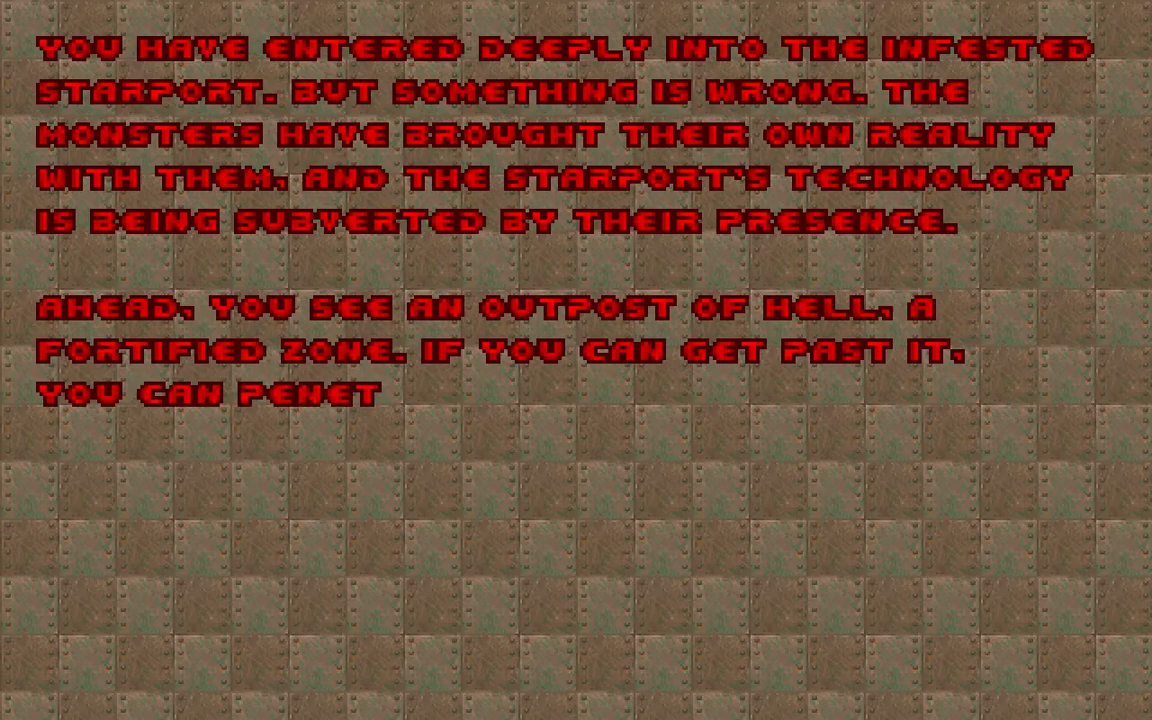 YOU HAVE ENTERED DEEPLY INTO THE INFESTED
STARPORT. BUT SOMETHING IS WRONG. THE
MONSTERS HAVE BROUGHT THEIR OWN REALITY
WITH THEM, AND THE STARPORT'S TECHNOLOGY
IS BEING SUBVERTED BY THEIR PRESENCE.
AHEAD, YOU SEE AN OUTPOST OF HELL, A
FORTIFIED ZONE. IF YOU CAN GET PAST IT,
YOU CAN PENET